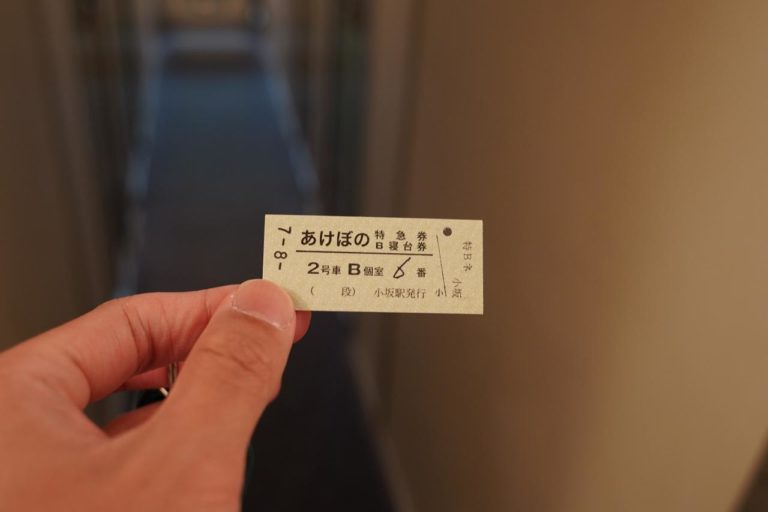 7-8-
あけぼの 特急券
B寝台券
2号車 B個室 6 番
( 段) 小坂駅発行 小
特Bネ 小坂